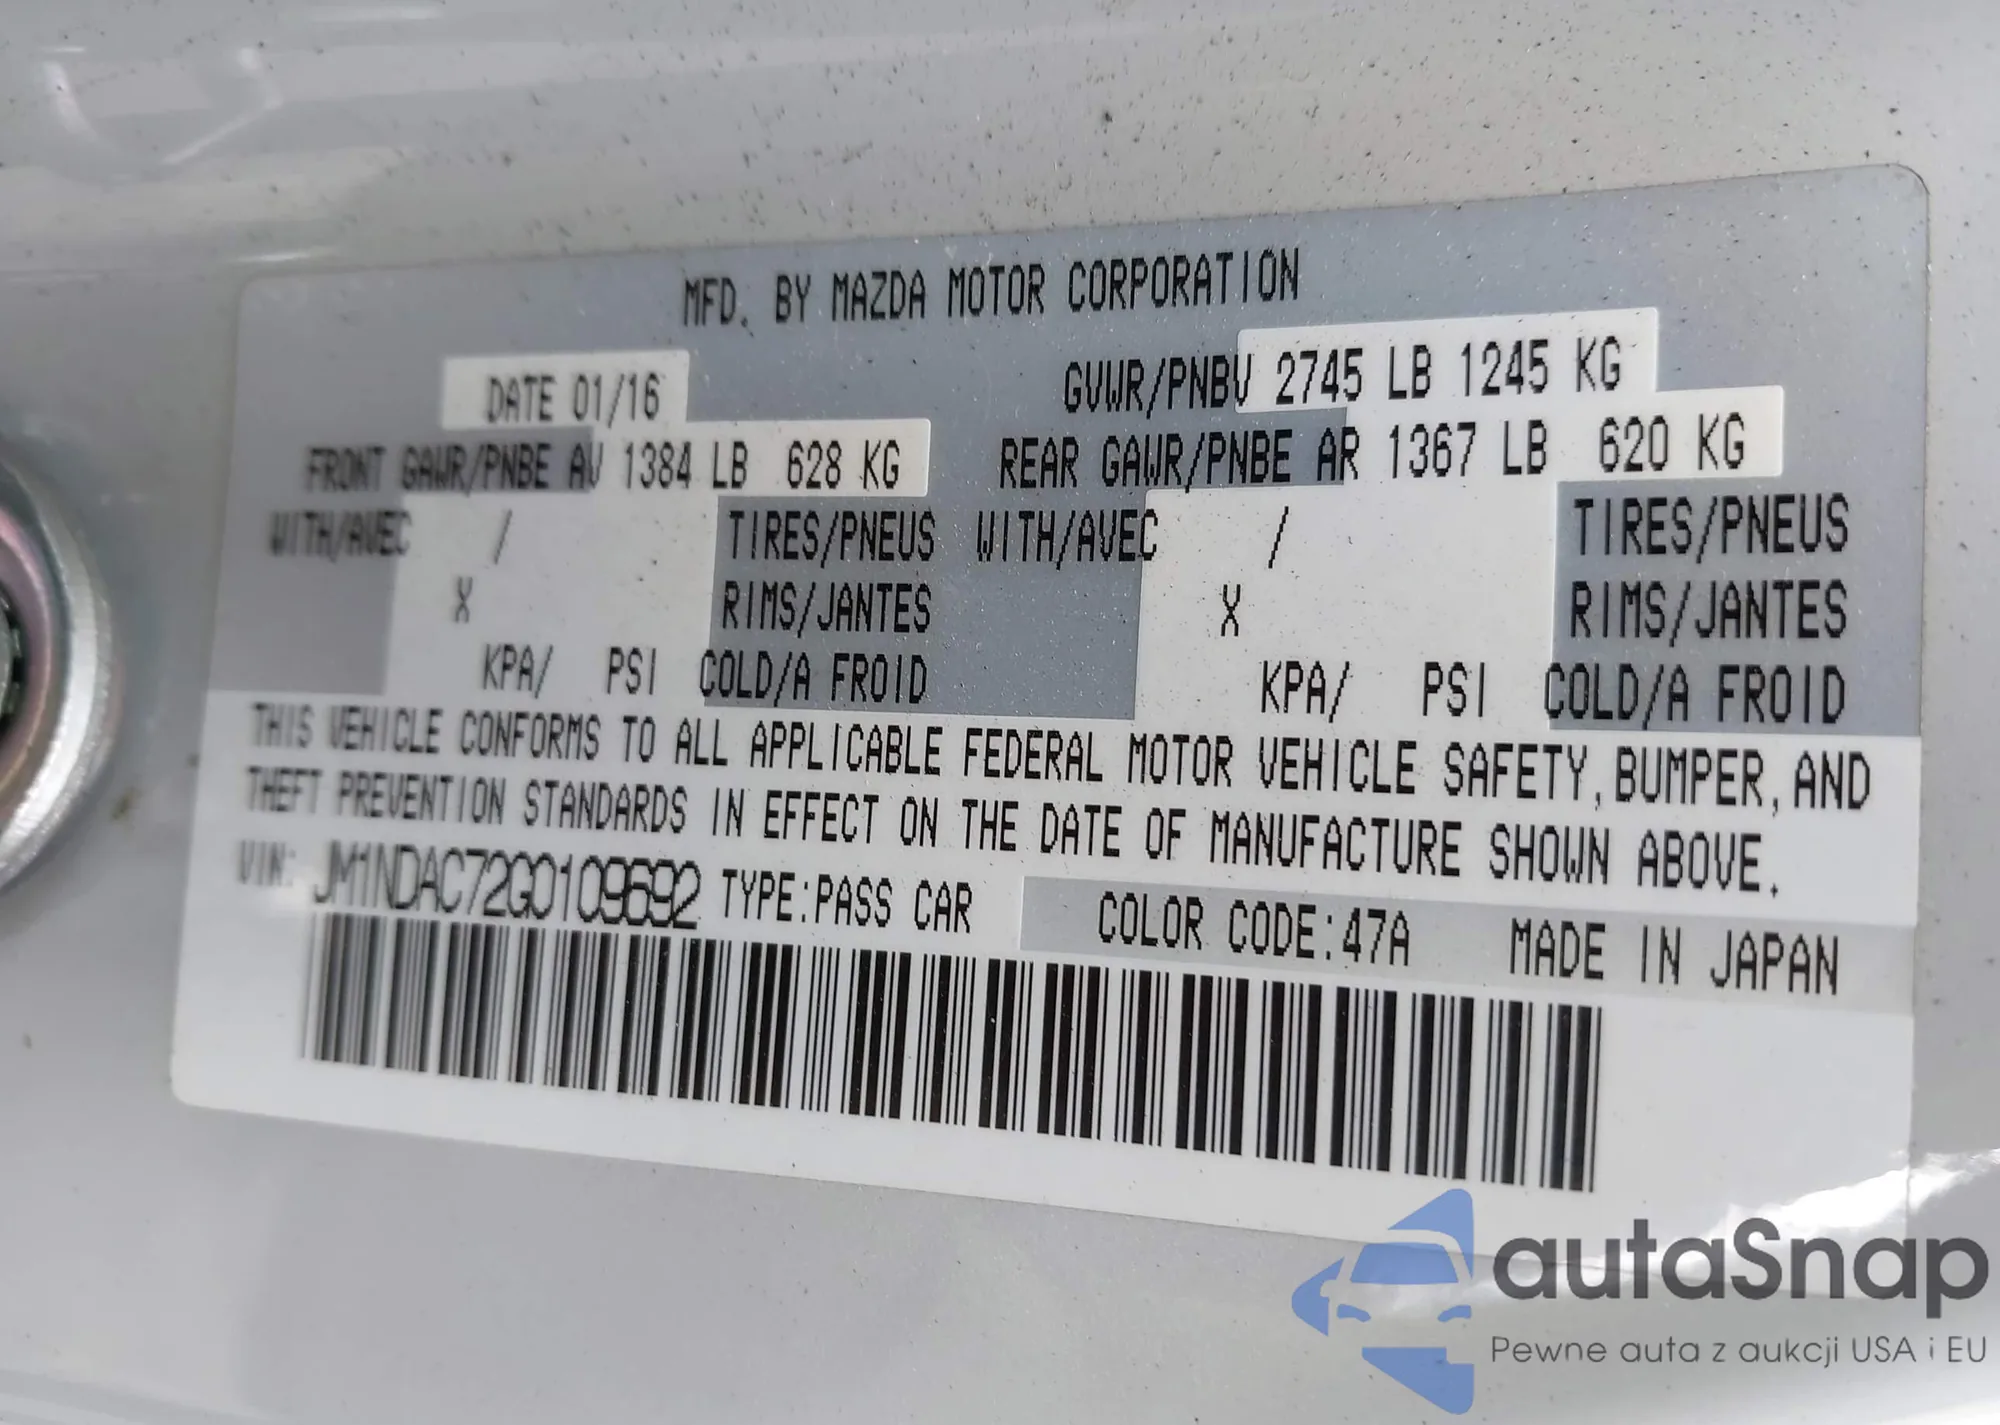 MFD. BY MAZDA MOTOR CORPORATION
DATE 01/16 GVWR/PNBV 2745 LB 1245 KG
FRONT GAWR/PNBE AV 1384 LB 628 KG REAR GAWR/PNBE AR 1367 LB 620 KG
WITH/AVEC / TIRES/PNEUS WITH/AVEC / TIRES/PNEUS
X RIMS/JANTES X RIMS/JANTES
KPA/ PSI COLD/A FROID KPA/ PSI COLD/A FROID
THIS VEHICLE CONFORMS TO ALL APPLICABLE FEDERAL MOTOR VEHICLE SAFETY, BUMPER, AND
THEFT PREVENTION STANDARDS IN EFFECT ON THE DATE OF MANUFACTURE SHOWN ABOVE.
VIN: JM1NDAC72G0109692 TYPE:PASS CAR COLOR CODE:47A MADE IN JAPAN
autaSnap
Pewne auta z aukcji USA i EU